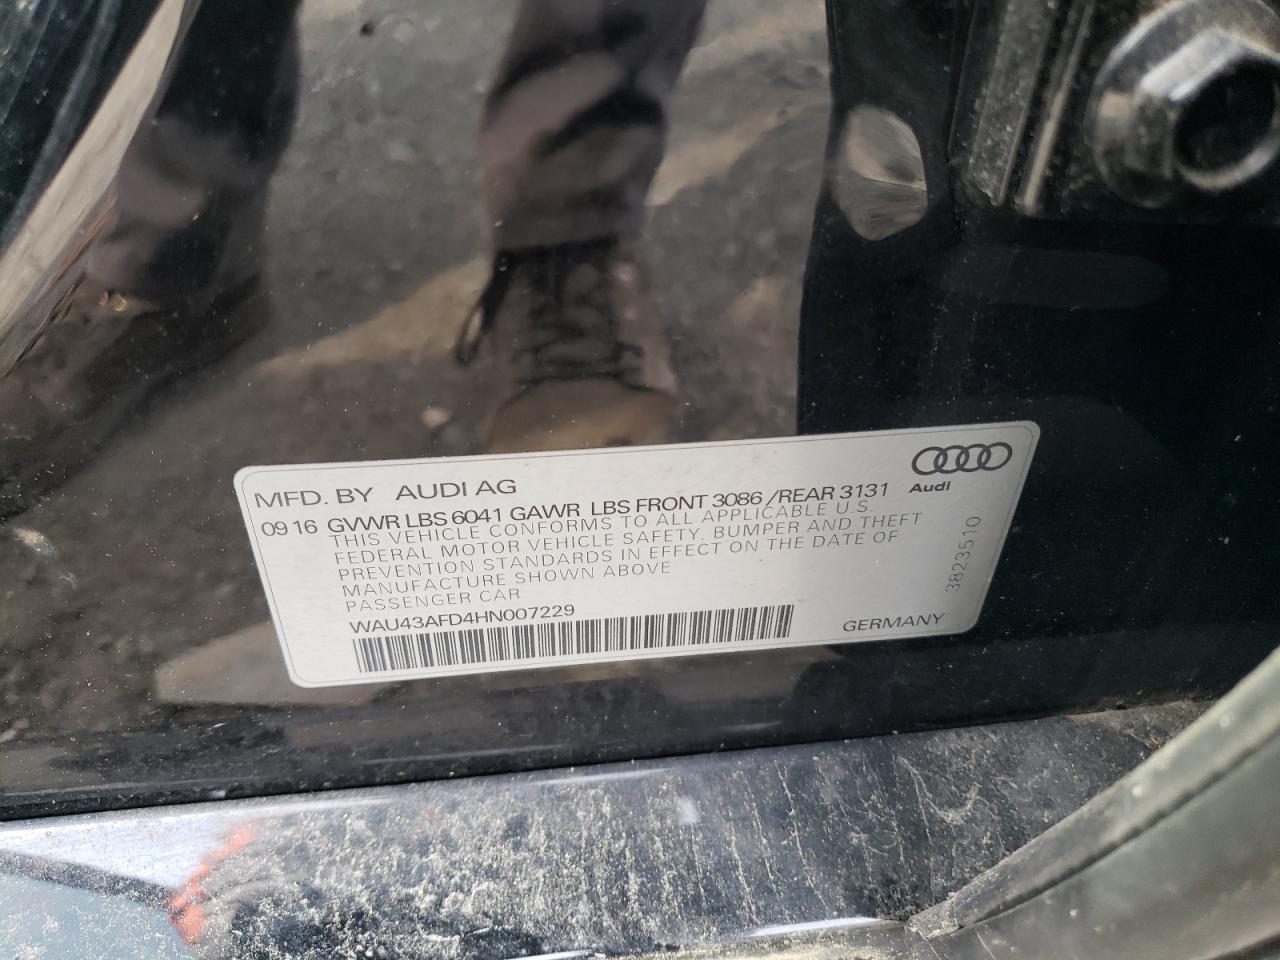 MFD. BY AUDI AG
Audi
09 16 GVWR LBS 6041 GAWR LBS FRONT 3086 /REAR 3131
THIS VEHICLE CONFORMS TO ALL APPLICABLE U.S.
FEDERAL MOTOR VEHICLE SAFETY, BUMPER AND THEFT
PREVENTION STANDARDS IN EFFECT ON THE DATE OF
MANUFACTURE SHOWN ABOVE
PASSENGER CAR
WAU43AFD4HN007229
GERMANY
3823510